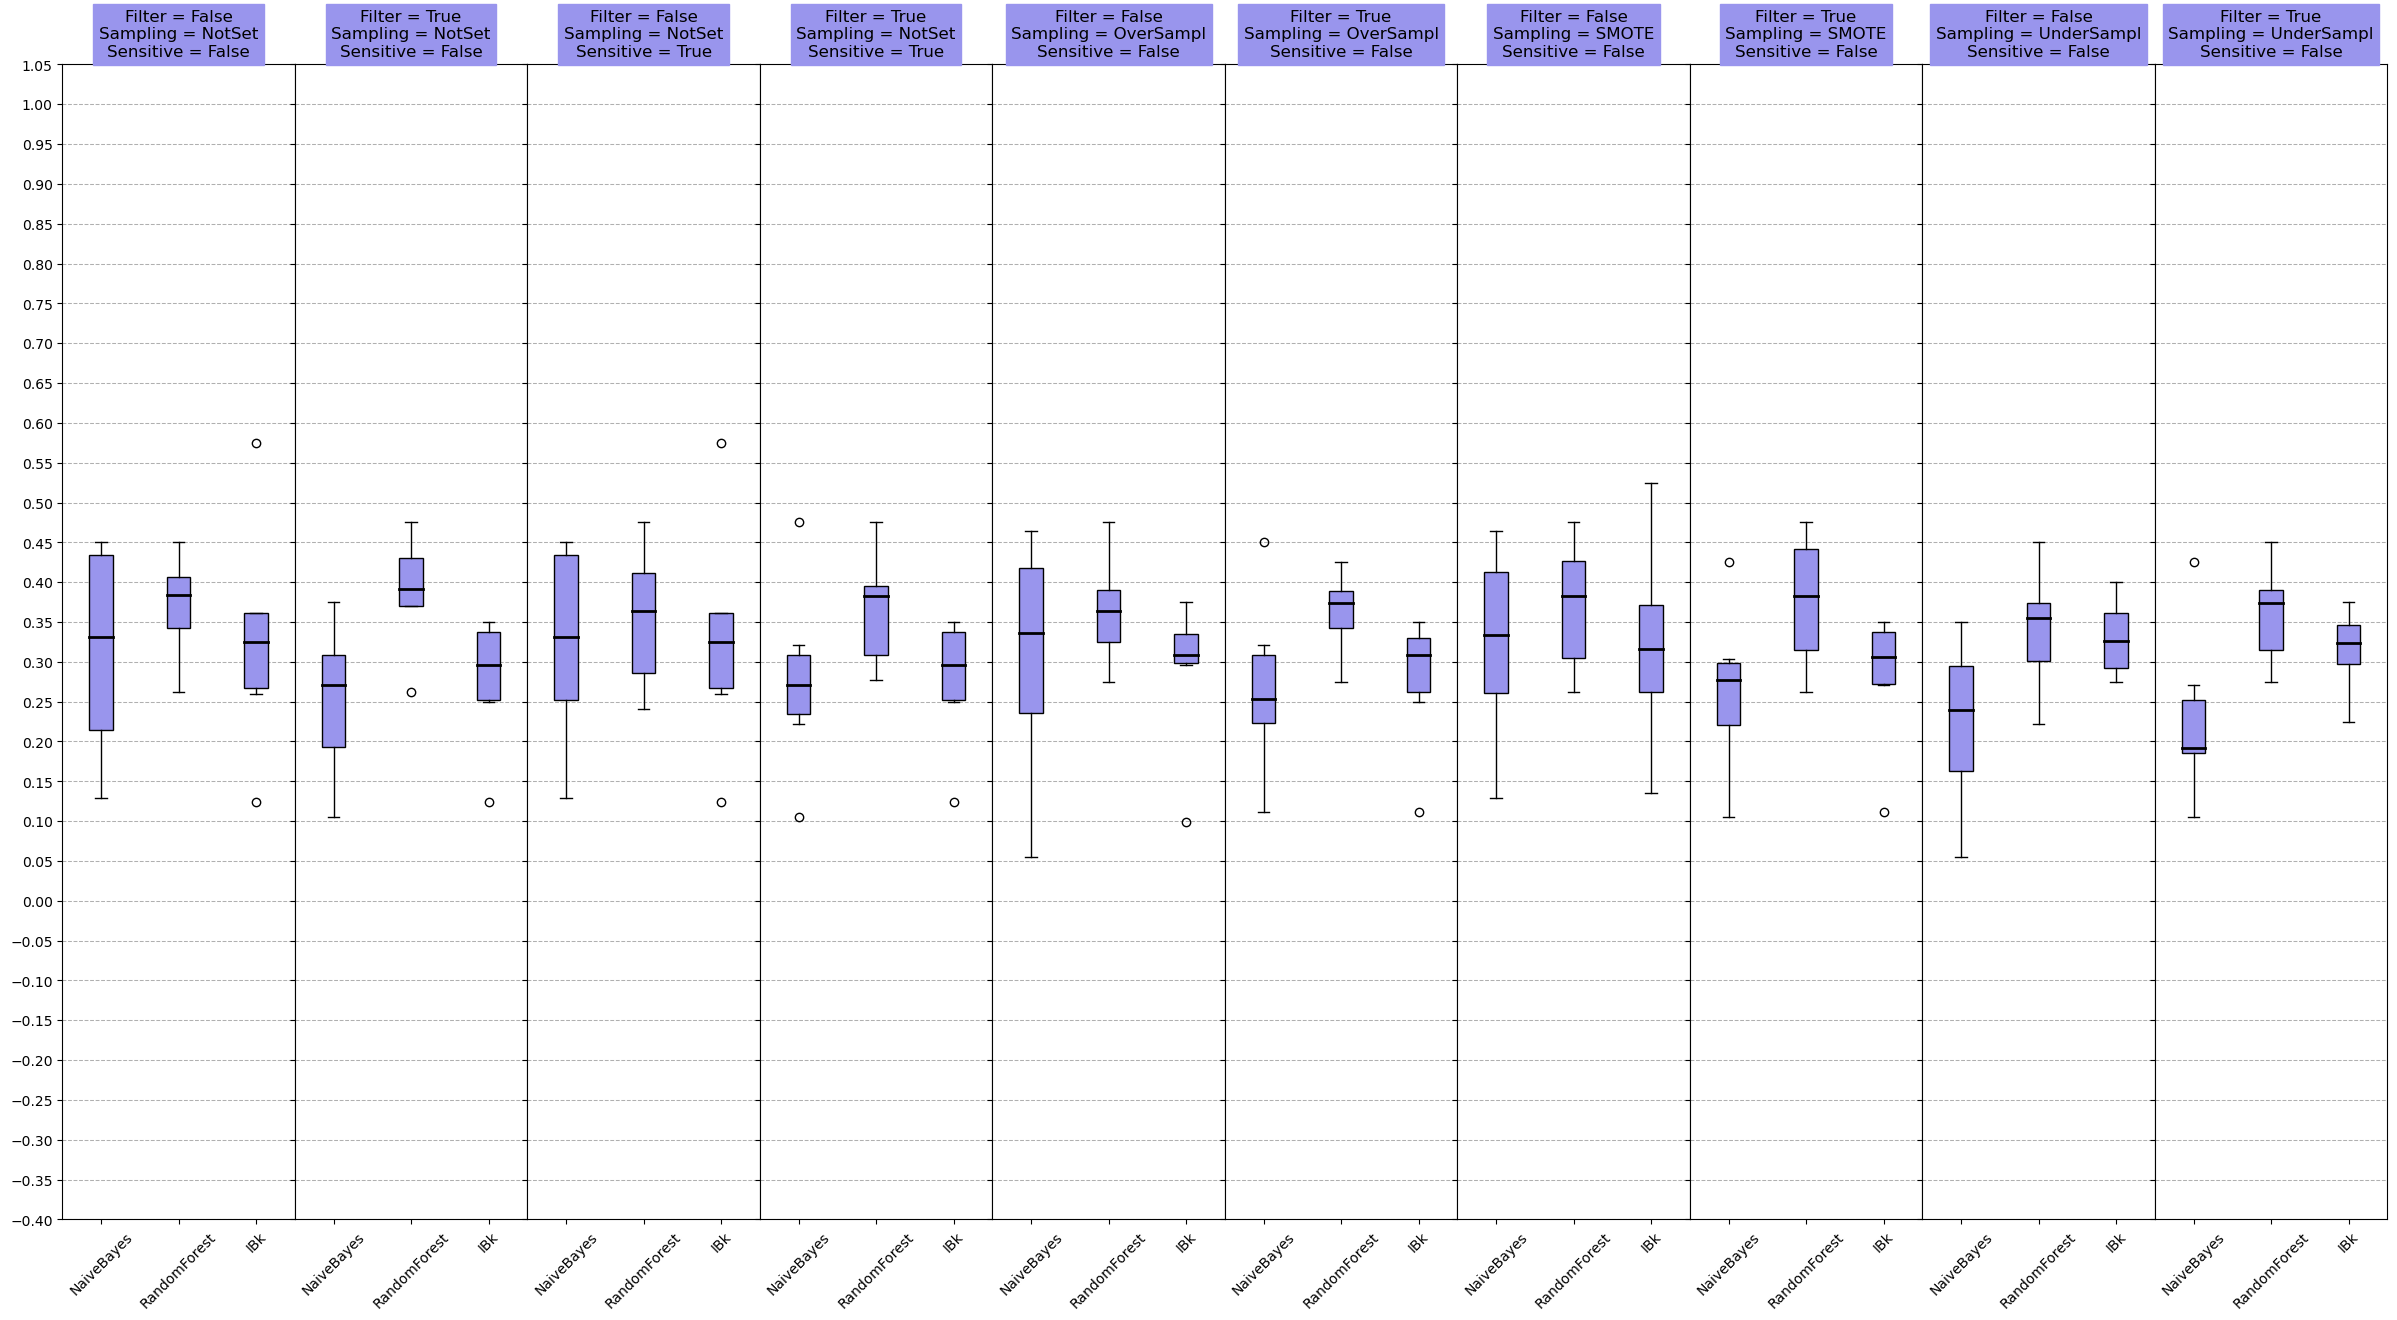 Filter = False
Sampling = NotSet
Sensitive = False
Filter = True
Sampling = NotSet
Sensitive = False
Filter = False
Sampling = NotSet
Sensitive = True
Filter = True
Sampling = NotSet
Sensitive = True
Filter = False
Sampling = OverSampl
Sensitive = False
Filter = True
Sampling = OverSampl
Sensitive = False
Filter = False
Sampling = SMOTE
Sensitive = False
Filter = True
Sampling = SMOTE
Sensitive = False
Filter = False
Sampling = UnderSampl
Sensitive = False
Filter = True
Sampling = UnderSampl
Sensitive = False
1.05
1.00
0.95
0.90
0.85
0.80
0.75
0.70
0.65
0.60
0.55
0.50
0.45
0.40
0.35
0.30
0.25
0.20
0.15
0.10
0.05
0.00
−0.05
−0.10
−0.15
−0.20
−0.25
−0.30
−0.35
−0.40
NaiveBayes
RandomForest
IBk
NaiveBayes
RandomForest
IBk
NaiveBayes
RandomForest
IBk
NaiveBayes
RandomForest
IBk
NaiveBayes
RandomForest
IBk
NaiveBayes
RandomForest
IBk
NaiveBayes
RandomForest
IBk
NaiveBayes
RandomForest
IBk
NaiveBayes
RandomForest
IBk
NaiveBayes
RandomForest
IBk